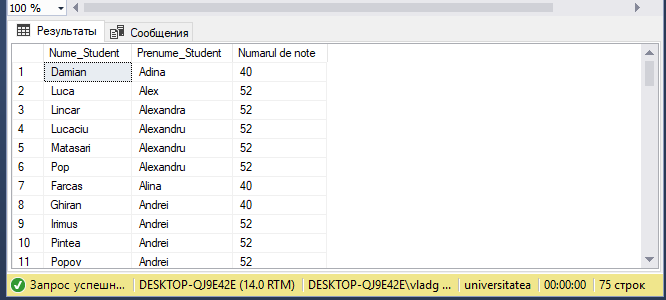 100 %
Результаты Сообщения
Nume_Student Prenume_Student Numarul de note
1 Damian Adina 40
2 Luca Alex 52
3 Lincar Alexandra 52
4 Lucaciu Alexandru 52
5 Matasari Alexandru 52
6 Pop Alexandru 52
7 Farcas Alina 40
8 Ghiran Andrei 40
9 Irimus Andrei 52
10 Pintea Andrei 52
11 Popov Andrei 52
Запрос успешн... DESKTOP-QJ9E42E (14.0 RTM) DESKTOP-QJ9E42E\vladg ... universitatea 00:00:00 75 строк